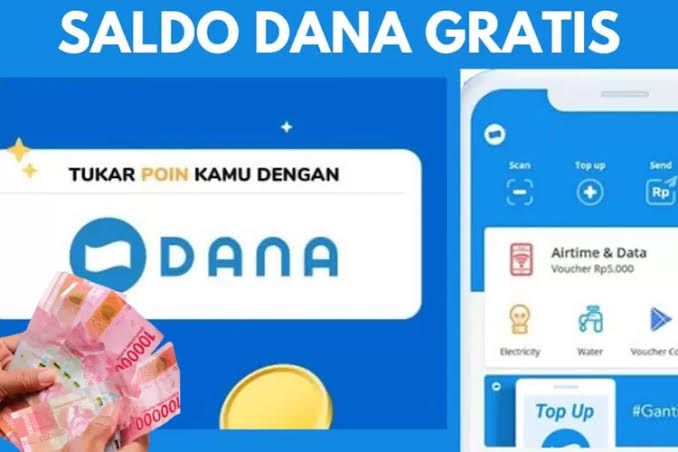 SALDO DANA GRATIS
TUKAR POIN KAMU DENGAN
DANA
Scan
Top up
Send
Rp
Airtime & Data
Voucher Rp5.000
Electricity
Water
Voucher Co
Top Up
#Gant
100000
100000